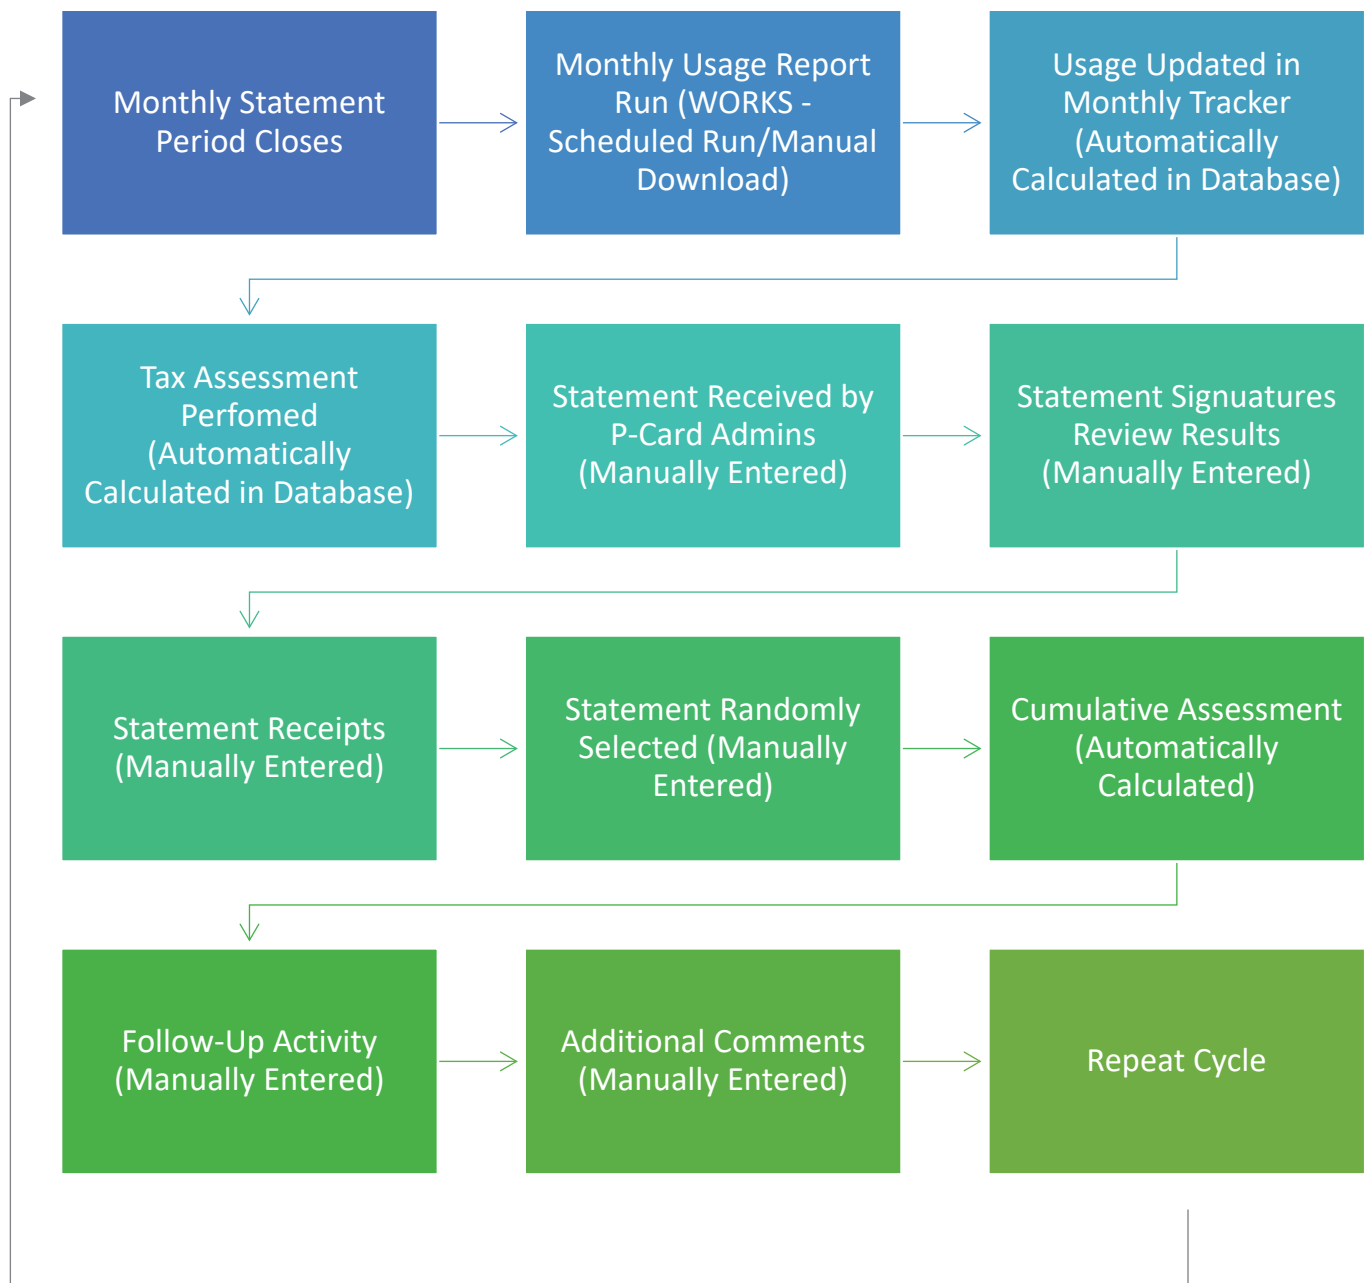 Monthly Statement
Period Closes
Monthly Usage Report
Run (WORKS -
Scheduled Run/Manual
Download)
Usage Updated in
Monthly Tracker
(Automatically
Calculated in Database)
Tax Assessment
Perfomed
(Automatically
Calculated in Database)
Statement Received by
P-Card Admins
(Manually Entered)
Statement Signuatures
Review Results
(Manually Entered)
Statement Receipts
(Manually Entered)
Statement Randomly
Selected (Manually
Entered)
Cumulative Assessment
(Automatically
Calculated)
Follow-Up Activity
(Manually Entered)
Additional Comments
(Manually Entered)
Repeat Cycle